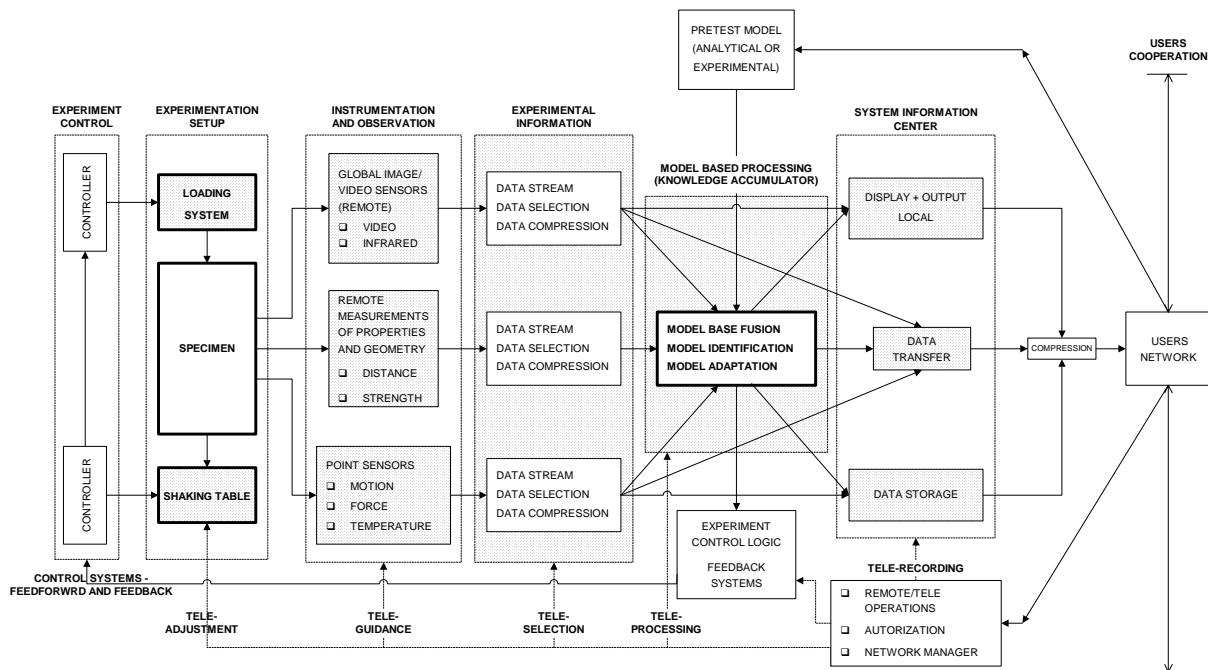 PRETEST MODEL
(ANALYTICAL OR
EXPERIMENTAL)
USERS
COOPERATION
EXPERIMENT
CONTROL
EXPERIMENTATION
SETUP
INSTRUMENTATION
AND OBSERVATION
EXPERIMENTAL
INFORMATION
SYSTEM INFORMATION
CENTER
MODEL BASED PROCESSING
(KNOWLEDGE ACCUMULATOR)
CONTROLLER
CONTROLLER
LOADING
SYSTEM
SPECIMEN
SHAKING TABLE
GLOBAL IMAGE/
VIDEO SENSORS
(REMOTE)
❑ VIDEO
❑ INFRARED
REMOTE
MEASUREMENTS
OF PROPERTIES
AND GEOMETRY
❑ DISTANCE
❑ STRENGTH
POINT SENSORS
❑ MOTION
❑ FORCE
❑ TEMPERATURE
DATA STREAM
DATA SELECTION
DATA COMPRESSION
DATA STREAM
DATA SELECTION
DATA COMPRESSION
DATA STREAM
DATA SELECTION
DATA COMPRESSION
MODEL BASE FUSION
MODEL IDENTIFICATION
MODEL ADAPTATION
DISPLAY + OUTPUT
LOCAL
DATA
TRANSFER
DATA STORAGE
COMPRESSION
USERS
NETWORK
EXPERIMENT
CONTROL LOGIC
FEEDBACK
SYSTEMS
CONTROL SYSTEMS -
FEEDFORWRD AND FEEDBACK
TELE-
ADJUSTMENT
TELE-
GUIDANCE
TELE-
SELECTION
TELE-
PROCESSING
TELE-RECORDING
❑ REMOTE/TELE
OPERATIONS
❑ AUTORIZATION
❑ NETWORK MANAGER